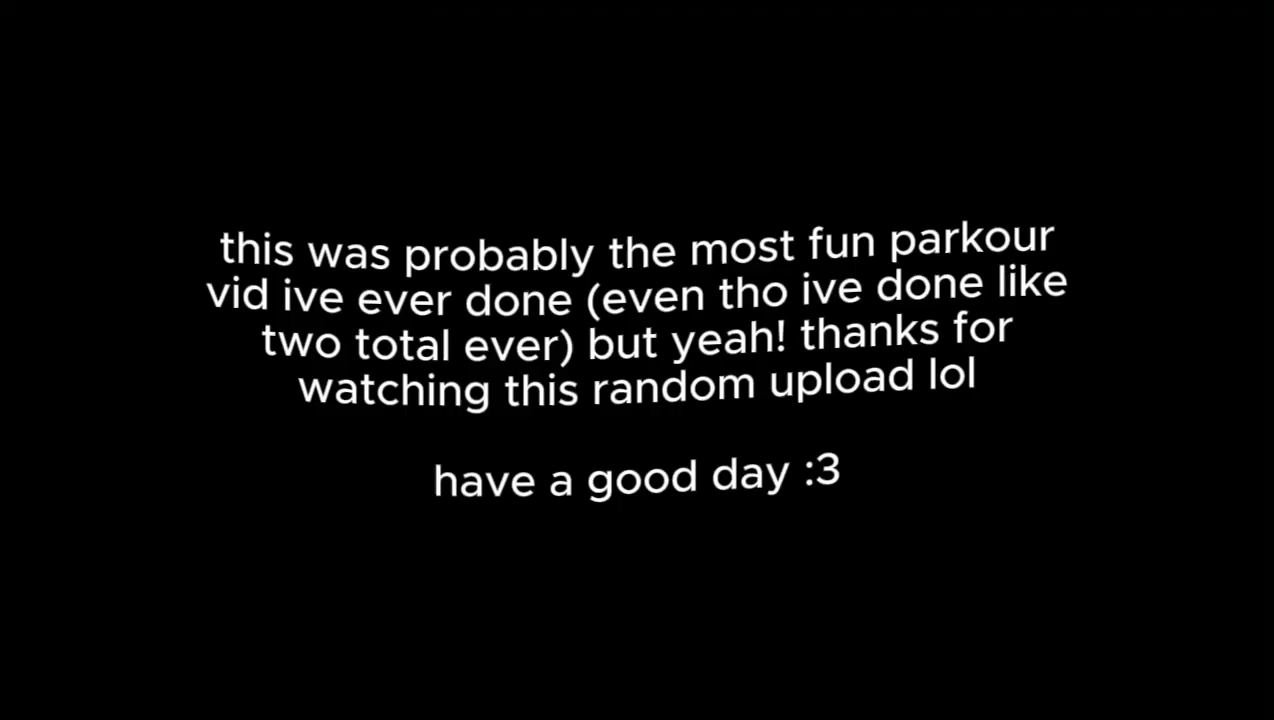 this was probably the most fun parkour
vid ive ever done (even tho ive done like
two total ever) but yeah! thanks for
watching this random upload lol
have a good day :3